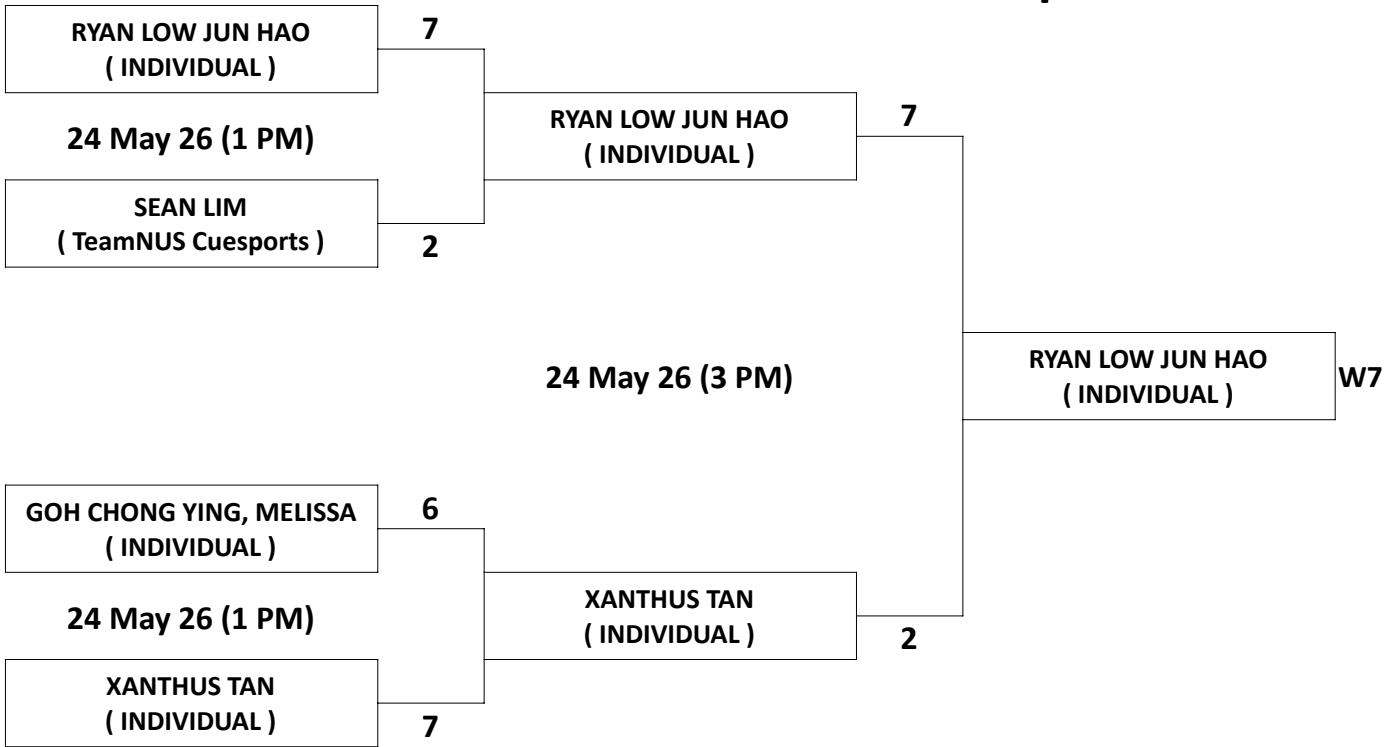 RYAN LOW JUN HAO
( INDIVIDUAL )
7
24 May 26 (1 PM)
SEAN LIM
( TeamNUS Cuesports )
2
RYAN LOW JUN HAO
( INDIVIDUAL )
7
24 May 26 (3 PM)
RYAN LOW JUN HAO
( INDIVIDUAL )
W7
GOH CHONG YING, MELISSA
( INDIVIDUAL )
6
24 May 26 (1 PM)
XANTHUS TAN
( INDIVIDUAL )
7
XANTHUS TAN
( INDIVIDUAL )
2